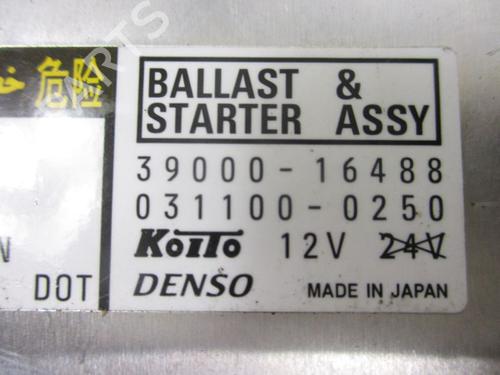 危险
BALLAST &
STARTER ASSY
39000-16488
031100-0250
KOITO 12V 24V
N
DOT
DENSO
MADE IN JAPAN